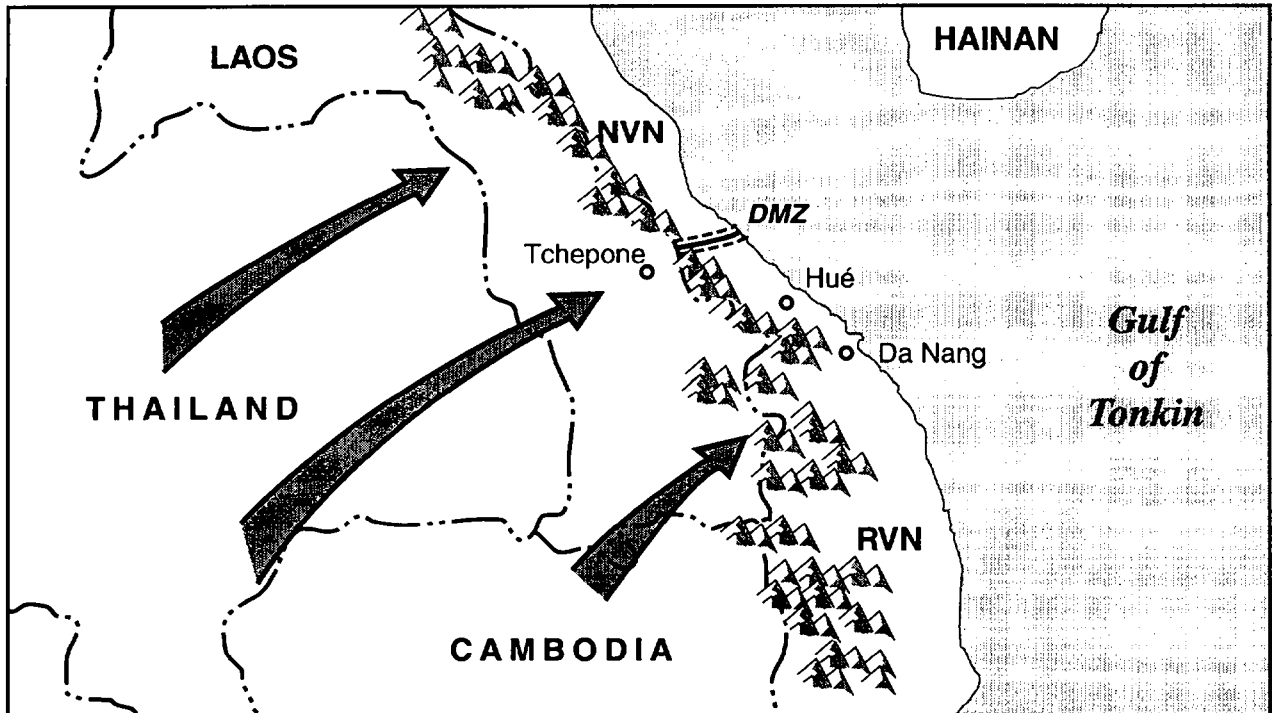 LAOS
HAINAN
NVN
DMZ
Tchepone
Hué
Gulf
of
Tonkin
Da Nang
THAILAND
RVN
CAMBODIA